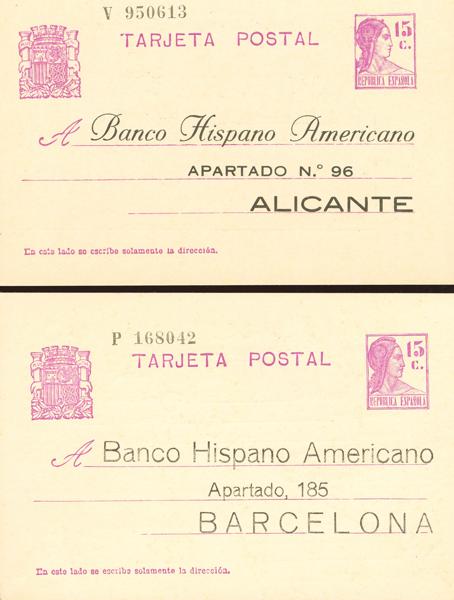 V 950613
TARJETA POSTAL
15
C.
REPUBLICA ESPAÑOLA
A Banco Hispano Americano
APARTADO N.º 96
ALICANTE
En este lado se escribe solamente la dirección.
P 168042
TARJETA POSTAL
15
C.
REPUBLICA ESPAÑOLA
A Banco Hispano Americano
Apartado, 185
BARCELONA
En este lado se escribe solamente la dirección.